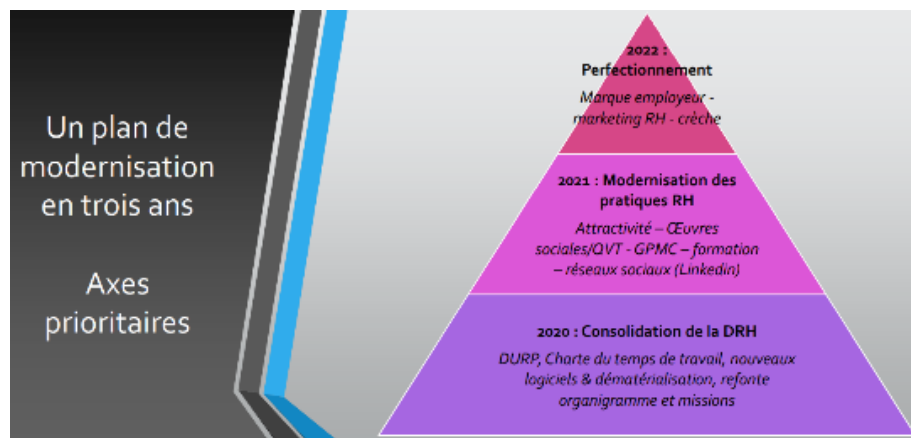 Un plan de
modernisation
en trois ans
Axes
prioritaires
2022 :
Perfectionnement
Marque employeur -
marketing RH - crèche
2021 : Modernisation des
pratiques RH
Attractivité – Œuvres
sociales/QVT - GPMC – formation
– réseaux sociaux (Linkedin)
2020 : Consolidation de la DRH
DURP, Charte du temps de travail, nouveaux
logiciels & dématérialisation, refonte
organigramme et missions